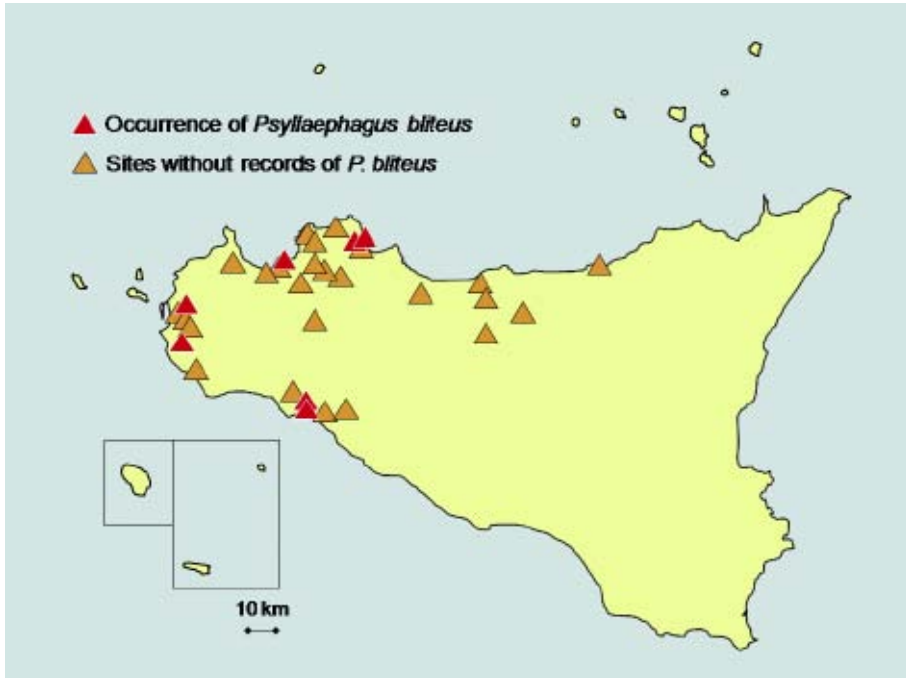 Occurrence of Psyllaephagus bliteus
Sites without records of P. bliteus
10 km